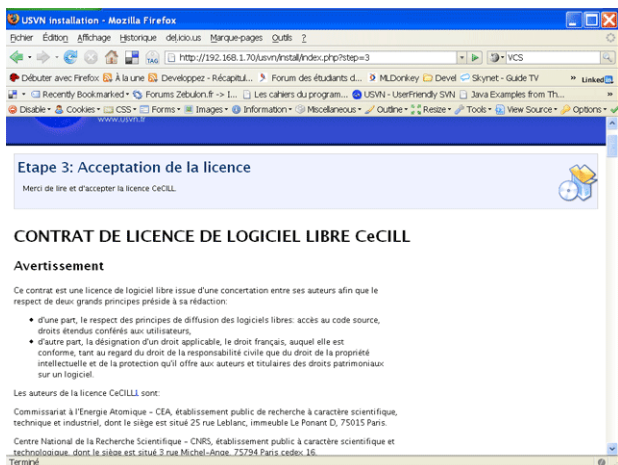 USVN installation - Mozilla Firefox
Fichier Édition Affichage Historique del.icio.us Marque-pages Outils ?
http://192.168.1.70/usvn/install/index.php?step=3 VCS
Débuter avec Firefox À la une Developpez - Récapitul... Forum des étudiants d... MLDonkey Devel Skynet - Guide TV » Linked
Recently Bookmarked Forums Zebulon.fr -> I... Les cahiers du program... USVN - UserFriendly SVN Java Examples from Th... »
Disable Cookies CSS Forms Images Information Miscellaneous Outline Resize Tools View Source Options
www.usvn.fr
Etape 3: Acceptation de la licence
Merci de lire et d'accepter la licence CeCILL.
CONTRAT DE LICENCE DE LOGICIEL LIBRE CeCILL
Avertissement
Ce contrat est une licence de logiciel libre issue d'une concertation entre ses auteurs afin que le
respect de deux grands principes préside à sa rédaction:
• d'une part, le respect des principes de diffusion des logiciels libres: accès au code source,
droits étendus conférés aux utilisateurs,
• d'autre part, la désignation d'un droit applicable, le droit français, auquel elle est
conforme, tant au regard du droit de la responsabilité civile que du droit de la propriété
intellectuelle et de la protection qu'il offre aux auteurs et titulaires des droits patrimoniaux
sur un logiciel.
Les auteurs de la licence CeCILL1 sont:
Commissariat à l'Energie Atomique - CEA, établissement public de recherche à caractère scientifique,
technique et industriel, dont le siège est situé 25 rue Leblanc, immeuble Le Ponant D, 75015 Paris.
Centre National de la Recherche Scientifique - CNRS, établissement public à caractère scientifique et
technologique, dont le siège est situé 3 rue Michel-Ange, 75794 Paris cedex 16.
Terminé